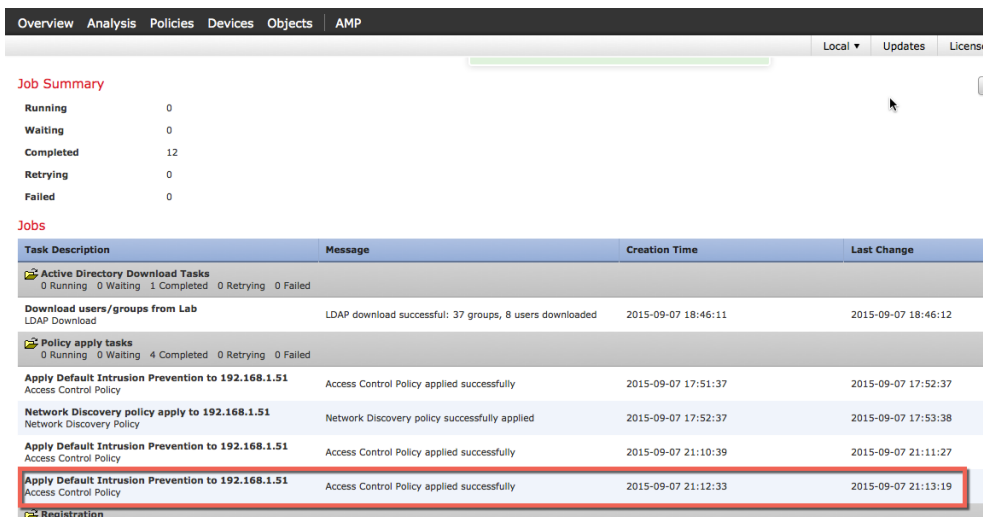 Overview Analysis Policies Devices Objects AMP
Local ▾ Updates License
Job Summary
Running 0
Waiting 0
Completed 12
Retrying 0
Failed 0
Jobs
Task Description Message Creation Time Last Change
Active Directory Download Tasks
0 Running 0 Waiting 1 Completed 0 Retrying 0 Failed
Download users/groups from Lab
LDAP Download
LDAP download successful: 37 groups, 8 users downloaded 2015-09-07 18:46:11 2015-09-07 18:46:12
Policy apply tasks
0 Running 0 Waiting 4 Completed 0 Retrying 0 Failed
Apply Default Intrusion Prevention to 192.168.1.51
Access Control Policy
Access Control Policy applied successfully 2015-09-07 17:51:37 2015-09-07 17:52:37
Network Discovery policy apply to 192.168.1.51
Network Discovery Policy
Network Discovery policy successfully applied 2015-09-07 17:52:37 2015-09-07 17:53:38
Apply Default Intrusion Prevention to 192.168.1.51
Access Control Policy
Access Control Policy applied successfully 2015-09-07 21:10:39 2015-09-07 21:11:27
Apply Default Intrusion Prevention to 192.168.1.51
Access Control Policy
Access Control Policy applied successfully 2015-09-07 21:12:33 2015-09-07 21:13:19
Registration